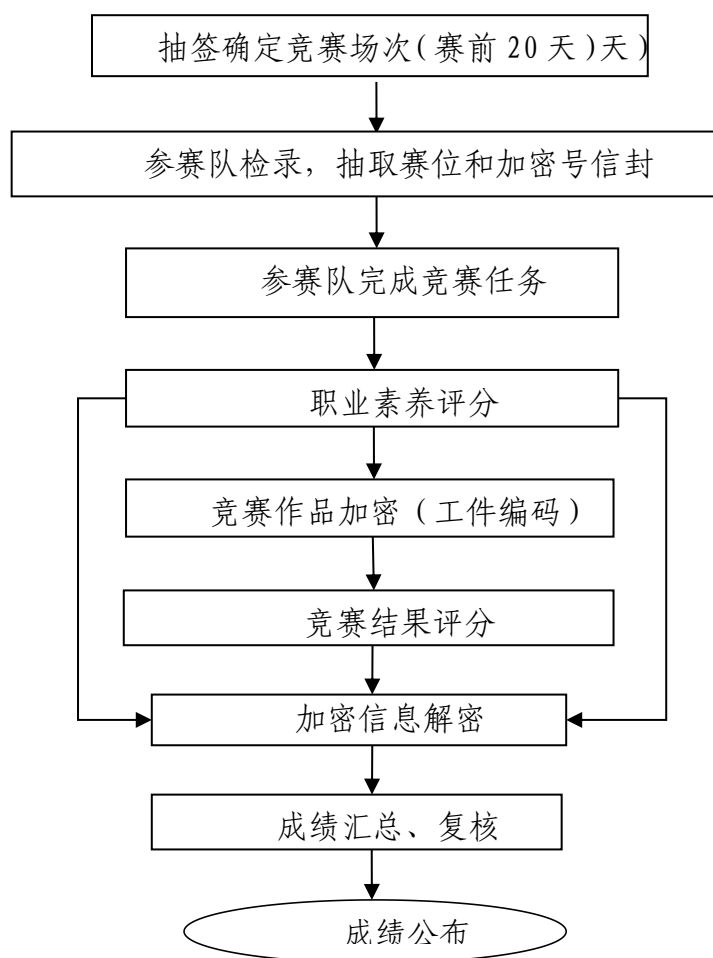 抽签确定竞赛场次(赛前20天)天)
参赛队检录，抽取赛位和加密号信封
参赛队完成竞赛任务
职业素养评分
竞赛作品加密（工件编码）
竞赛结果评分
加密信息解密
成绩汇总、复核
成绩公布